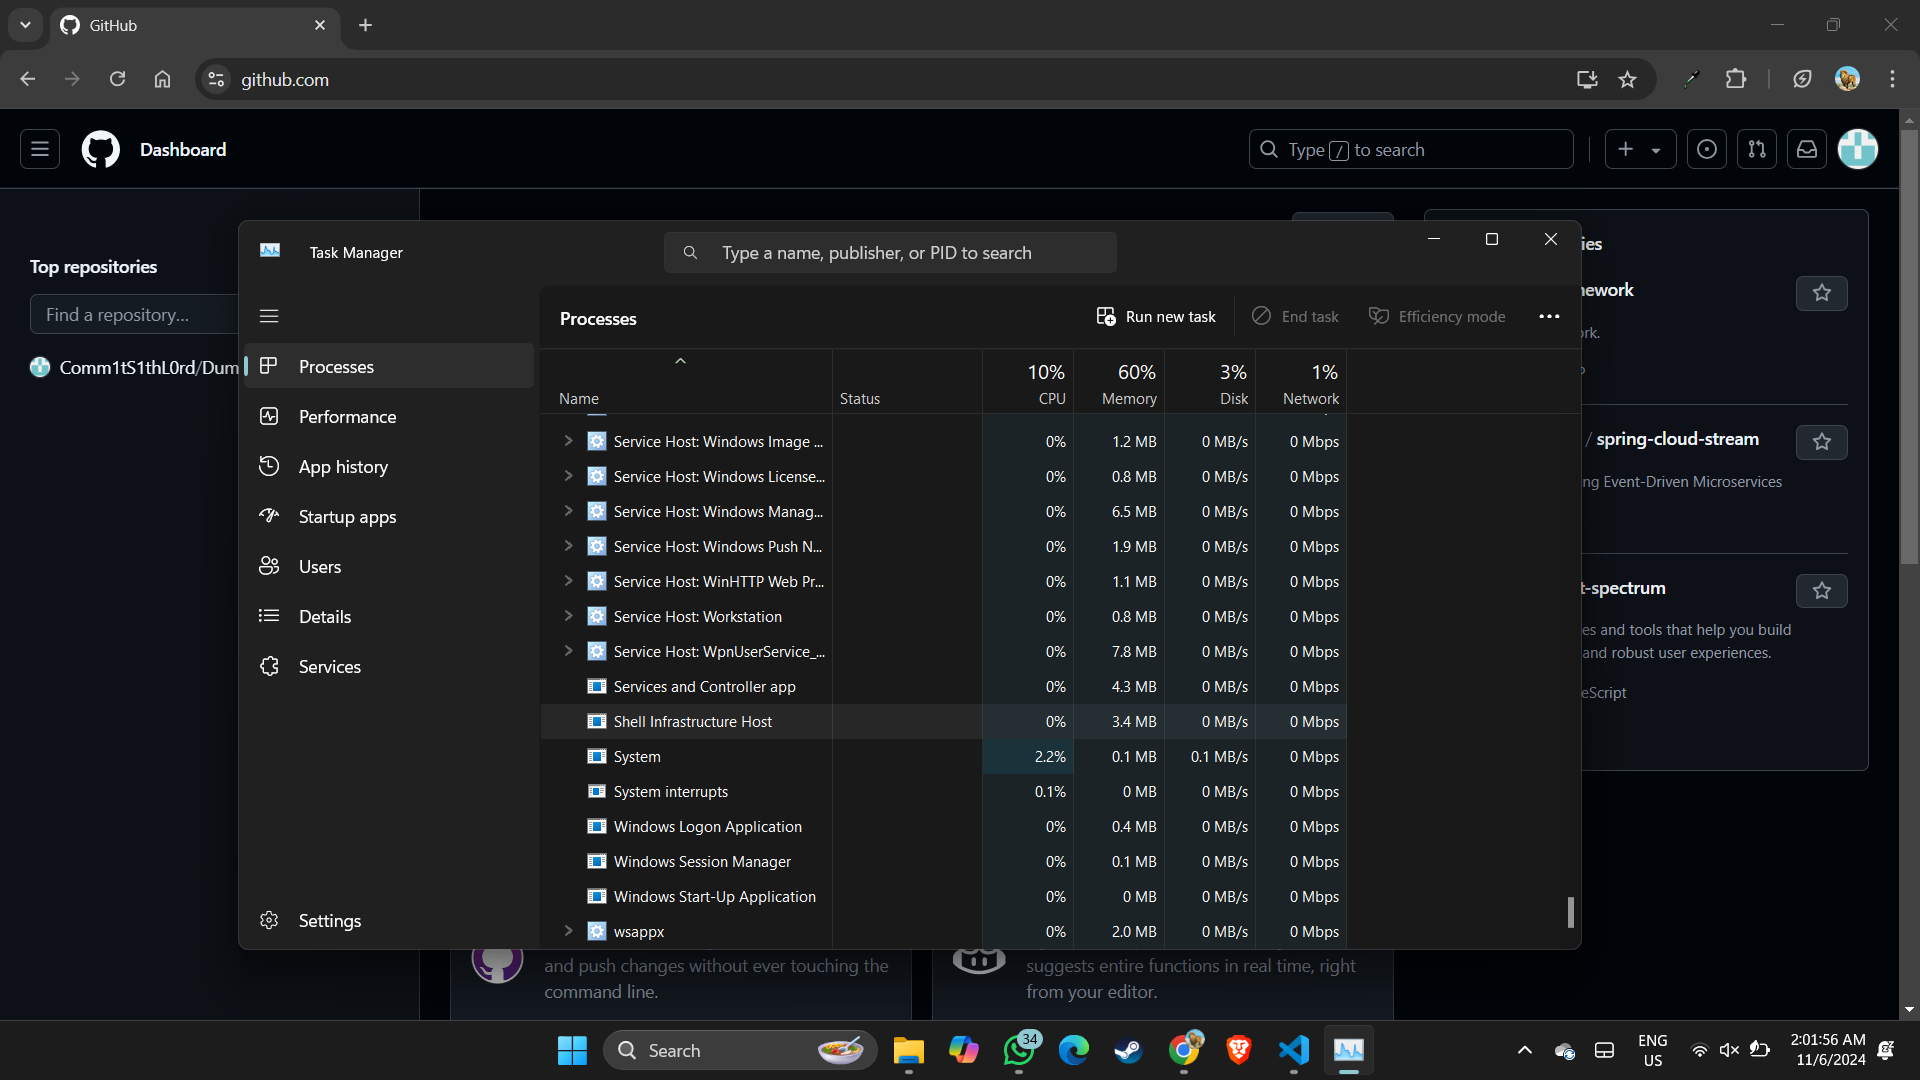 GitHub
github.com
Dashboard
Type / to search
Top repositories
Find a repository...
Comm1tS1thL0rd/Dum
ies
nework
rk.
/ spring-cloud-stream
ng Event-Driven Microservices
t-spectrum
es and tools that help you build
and robust user experiences.
eScript
Task Manager
Type a name, publisher, or PID to search
Processes
Performance
App history
Startup apps
Users
Details
Services
Settings
Processes
Run new task
End task
Efficiency mode
10% 60% 3% 1%
Name Status CPU Memory Disk Network
Service Host: Windows Image ... 0% 1.2 MB 0 MB/s 0 Mbps
Service Host: Windows License... 0% 0.8 MB 0 MB/s 0 Mbps
Service Host: Windows Manag... 0% 6.5 MB 0 MB/s 0 Mbps
Service Host: Windows Push N... 0% 1.9 MB 0 MB/s 0 Mbps
Service Host: WinHTTP Web Pr... 0% 1.1 MB 0 MB/s 0 Mbps
Service Host: Workstation 0% 0.8 MB 0 MB/s 0 Mbps
Service Host: WpnUserService_... 0% 7.8 MB 0 MB/s 0 Mbps
Services and Controller app 0% 4.3 MB 0 MB/s 0 Mbps
Shell Infrastructure Host 0% 3.4 MB 0 MB/s 0 Mbps
System 2.2% 0.1 MB 0.1 MB/s 0 Mbps
System interrupts 0.1% 0 MB 0 MB/s 0 Mbps
Windows Logon Application 0% 0.4 MB 0 MB/s 0 Mbps
Windows Session Manager 0% 0.1 MB 0 MB/s 0 Mbps
Windows Start-Up Application 0% 0 MB 0 MB/s 0 Mbps
wsappx 0% 2.0 MB 0 MB/s 0 Mbps
and push changes without ever touching the
command line.
suggests entire functions in real time, right
from your editor.
Search
34
ENG
US
2:01:56 AM
11/6/2024